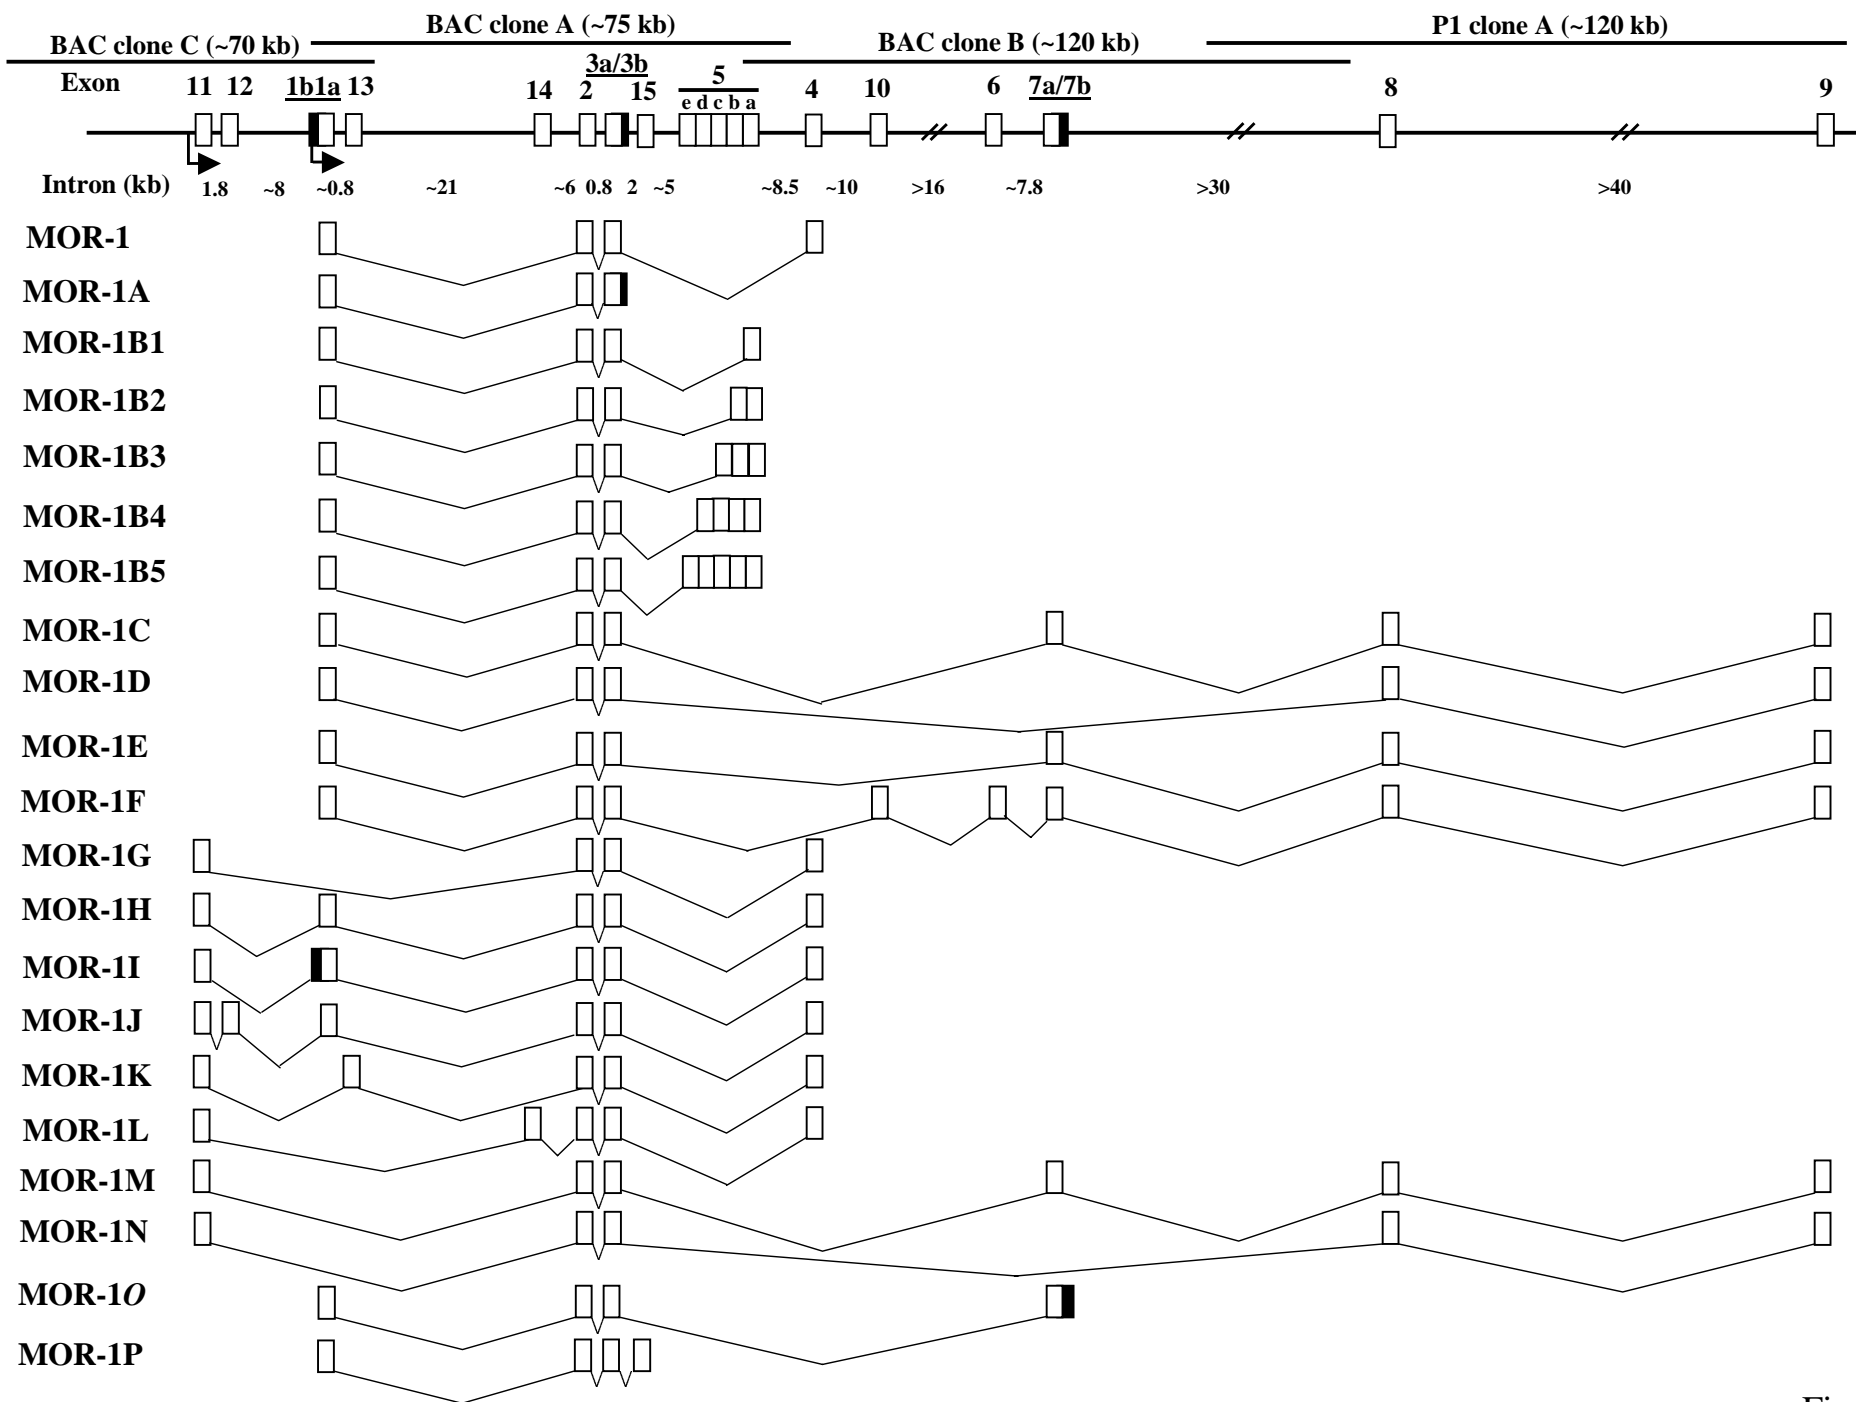 BAC clone A (~75 kb)
P1 clone A (~120 kb)
BAC clone C (~70 kb)
BAC clone B (~120 kb)
3a/3b
Exon 11 12 1b1a 13 14 2 15 5 4 10 6 7a/7b 8 9
e d c b a
Intron (kb) 1.8 ~8 ~0.8 ~21 ~6 0.8 2 ~5 ~8.5 ~10 >16 ~7.8 >30 >40
MOR-1
MOR-1A
MOR-1B1
MOR-1B2
MOR-1B3
MOR-1B4
MOR-1B5
MOR-1C
MOR-1D
MOR-1E
MOR-1F
MOR-1G
MOR-1H
MOR-1I
MOR-1J
MOR-1K
MOR-1L
MOR-1M
MOR-1N
MOR-1O
MOR-1P